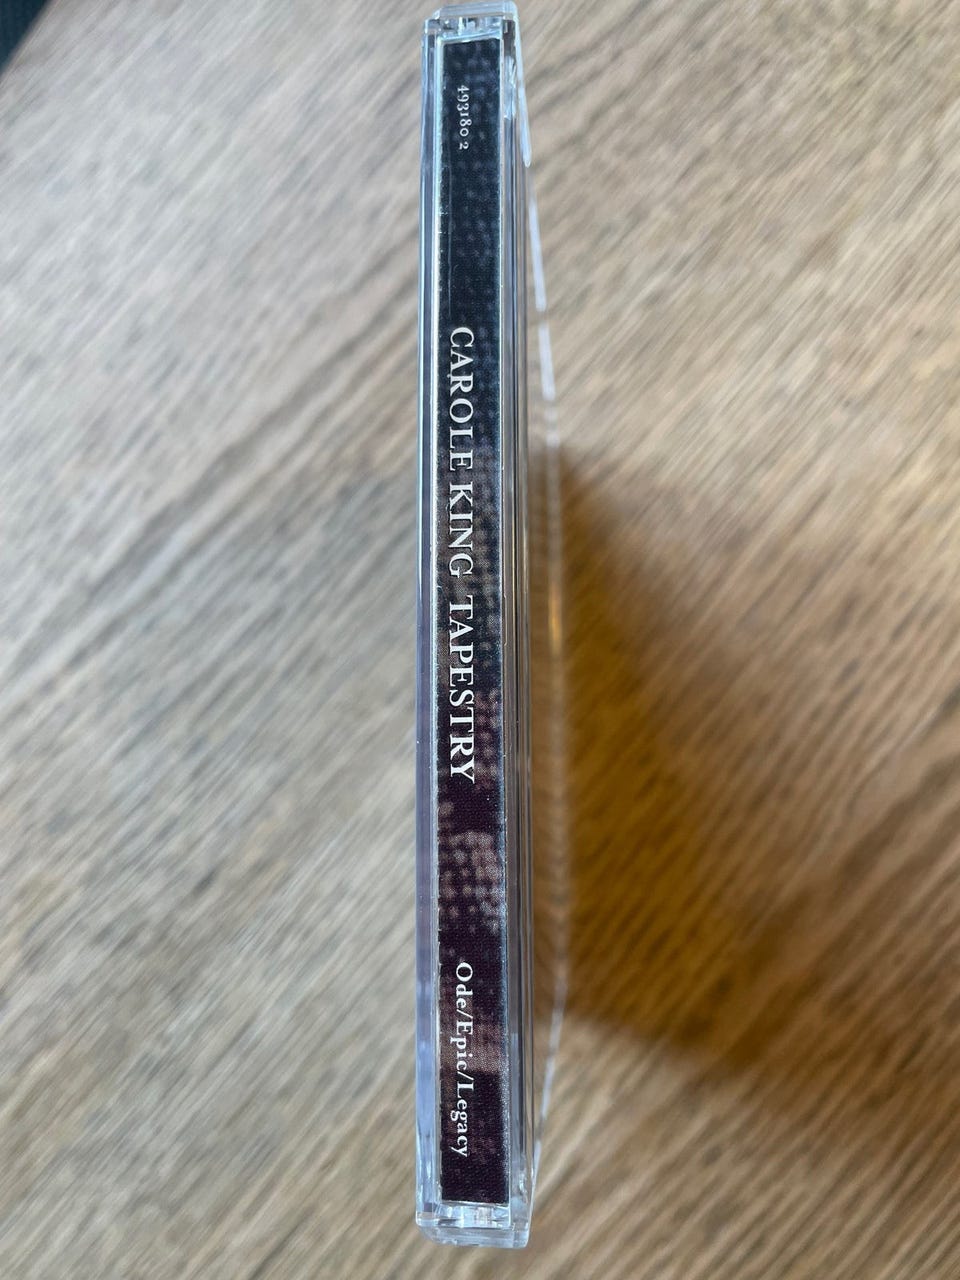 493180 2
CAROLE KING TAPESTRY
Ode/Epic/Legacy